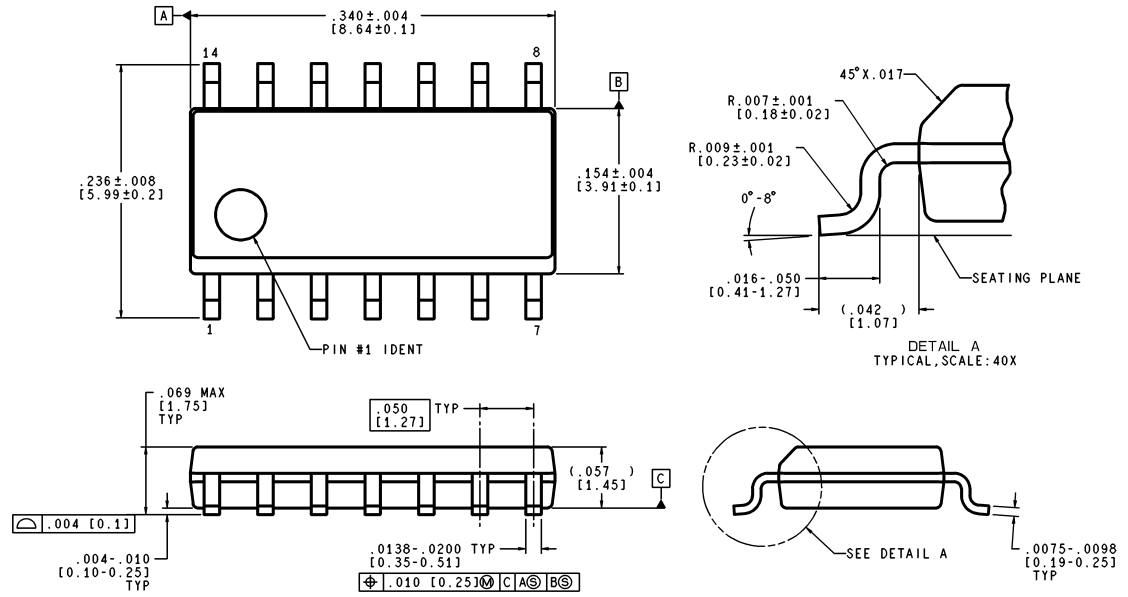 A
.340±.004
[8.64±0.1]
14
8
B
.236±.008
[5.99±0.2]
.154±.004
[3.91±0.1]
1
7
PIN #1 IDENT
45°X.017
R.007±.001
[0.18±0.02]
R.009±.001
[0.23±0.02]
0°-8°
.016-.050
[0.41-1.27]
SEATING PLANE
(.042 )
[1.07]
DETAIL A
TYPICAL,SCALE:40X
.069 MAX
[1.75]
TYP
.050 TYP
[1.27]
(.057 )
[1.45]
C
.004 [0.1]
.004-.010
[0.10-0.25]
TYP
.0138-.0200 TYP
[0.35-0.51]
⌖ .010 [0.25]Ⓜ C AⓈ BⓈ
SEE DETAIL A
.0075-.0098
[0.19-0.25]
TYP